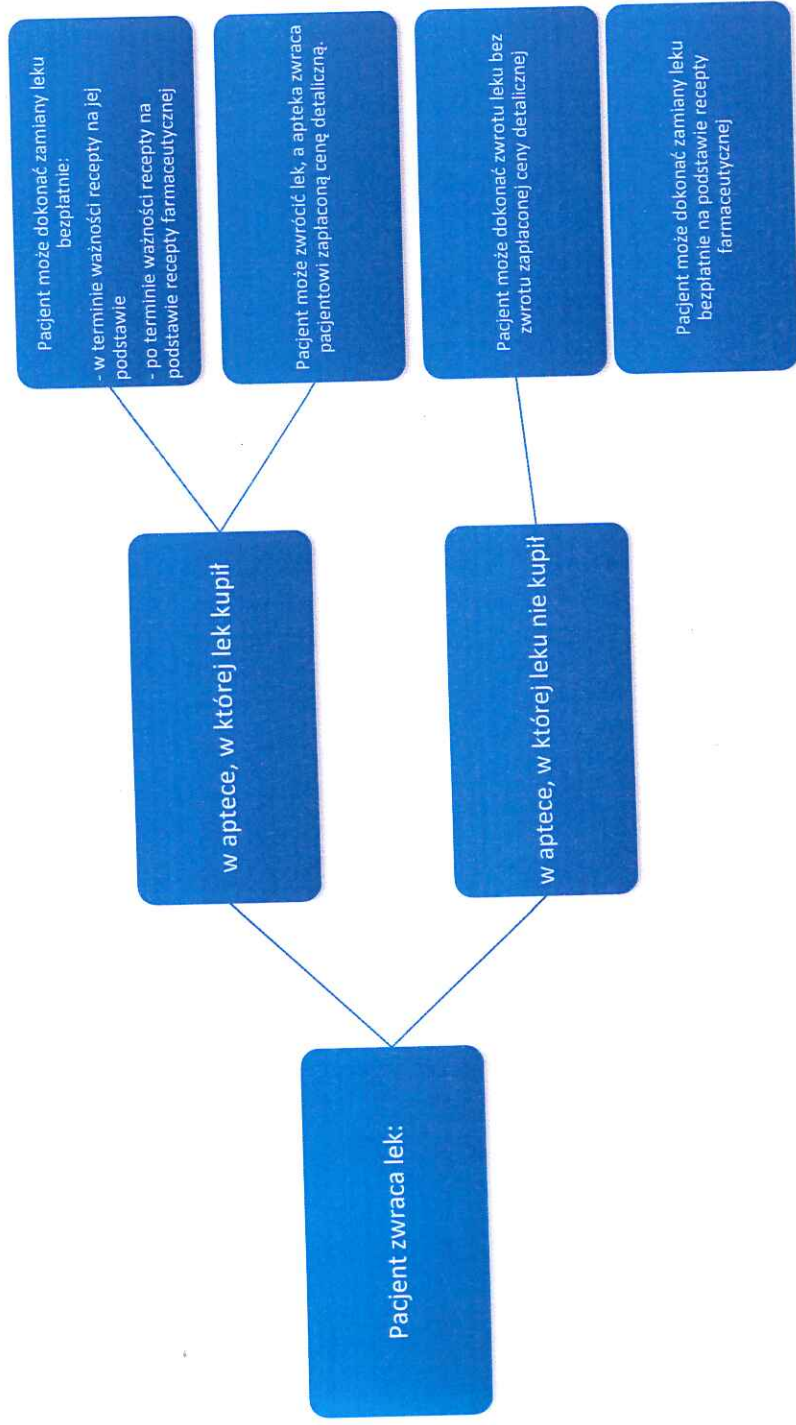 Pacjent zwraca lek:
w aptece, w której lek kupił
Pacjent może dokonać zamiany leku
bezpłatnie:
- w terminie ważności recepty na jej
podstawie
- po terminie ważności recepty na
podstawie recepty farmaceutycznej
Pacjent może zwrócić lek, a apteka zwraca
pacjentowi zapłaconą cenę detaliczną.
w aptece, w której leku nie kupił
Pacjent może dokonać zwrotu leku bez
zwrotu zapłaconej ceny detalicznej
Pacjent może dokonać zamiany leku
bezpłatnie na podstawie recepty
farmaceutycznej